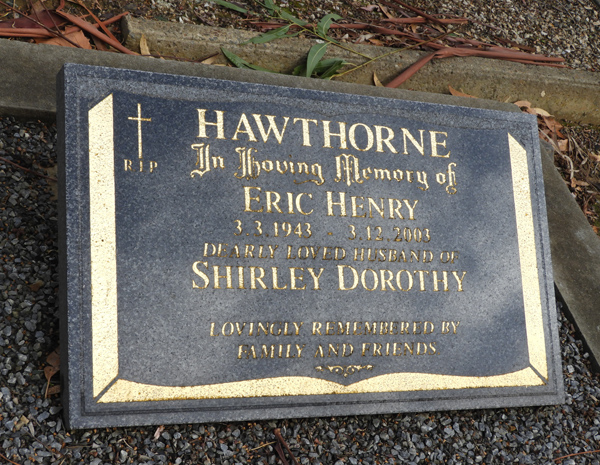 HAWTHORNE
RIP
In Loving Memory of
ERIC HENRY
3.3.1943 - 3.12.2003
DEARLY LOVED HUSBAND OF
SHIRLEY DOROTHY
LOVINGLY REMEMBERED BY
FAMILY AND FRIENDS